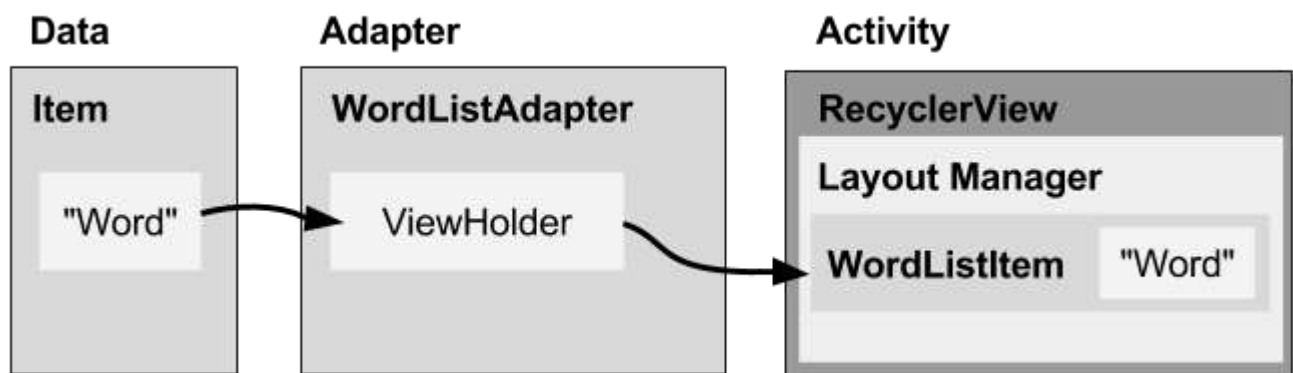 Data
Item
"Word"
Adapter
WordListAdapter
ViewHolder
Activity
RecyclerView
Layout Manager
WordListItem "Word"